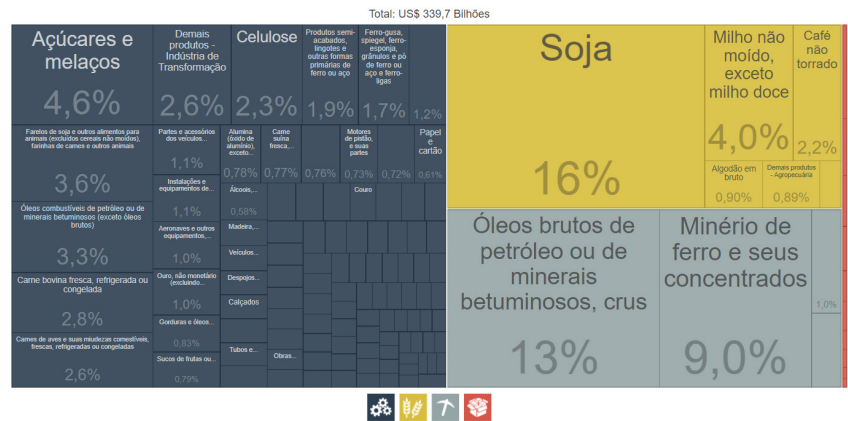 Total: US$ 339,7 Bilhões
Açúcares e
melaços
4,6%
Demais
produtos -
Indústria de
Transformação
2,6%
Celulose
2,3%
Produtos semi-
acabados,
lingotes e
outras formas
primárias de
ferro ou aço
1,9%
Ferro-gusa,
spiegel, ferro-
esponja,
grânulos e pó
de ferro ou
aço e ferro-
ligas
1,7%
1,2%
Farelos de soja e outros alimentos para
animais (excluídos cereais não moídos),
farinhas de carnes e outros animais
3,6%
Óleos combustíveis de petróleo ou de
minerais betuminosos (exceto óleos
brutos)
3,3%
Carne bovina fresca, refrigerada ou
congelada
2,8%
Carnes de aves e suas miudezas comestíveis,
frescas, refrigeradas ou congeladas
2,6%
Partes e acessórios
dos veículos...
1,1%
Instalações e
equipamentos de...
1,1%
Aeronaves e outros
equipamentos,...
1,0%
Ouro, não monetário
(excluindo...
1,0%
Gorduras e óleos...
0,83%
Sucos de frutas ou...
0,79%
Alumina
(óxido de
alumínio),
exceto...
0,78%
Carne
suína
fresca,...
0,77%
0,76%
Motores
de pistão,
e suas
partes
0,73%
0,72%
Papel
e
cartão
0,61%
Álcoois,...
0,58%
Couro
Madeira,...
Veículos...
Despojos...
Calçados
Tubos e...
Obras...
Soja
16%
Milho não
moído,
exceto
milho doce
4,0%
Café
não
torrado
2,2%
Algodão em
bruto
0,90%
Demais produtos
- Agropecuária
0,89%
Óleos brutos de
petróleo ou de
minerais
betuminosos, crus
13%
Minério de
ferro e seus
concentrados
9,0%
1,0%